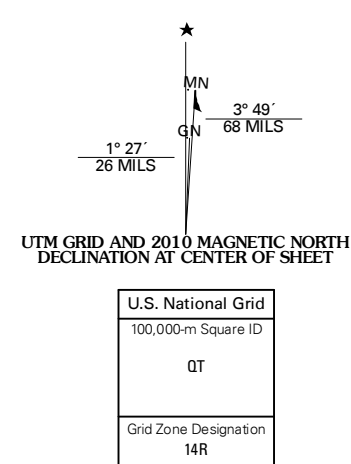 MN
3° 49´
GN
68 MILS
1° 27´
26 MILS
UTM GRID AND 2010 MAGNETIC NORTH
DECLINATION AT CENTER OF SHEET
U.S. National Grid
100,000-m Square ID
QT
Grid Zone Designation
14R